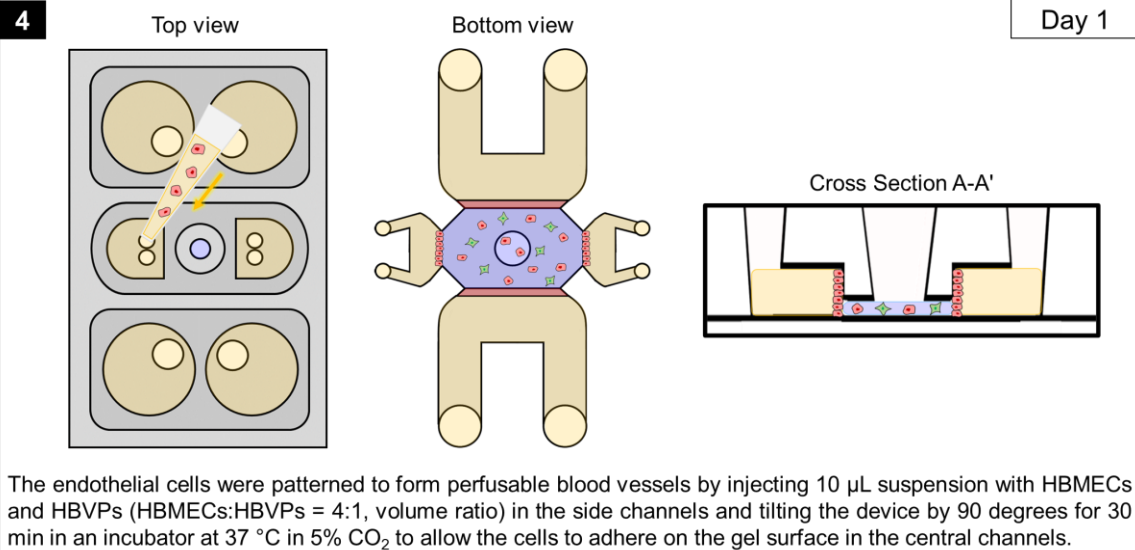 4
Top view
Bottom view
Day 1
Cross Section A-A'
The endothelial cells were patterned to form perfusable blood vessels by injecting 10 µL suspension with HBMECs
and HBVPs (HBMECs:HBVPs = 4:1, volume ratio) in the side channels and tilting the device by 90 degrees for 30
min in an incubator at 37 °C in 5% CO₂ to allow the cells to adhere on the gel surface in the central channels.